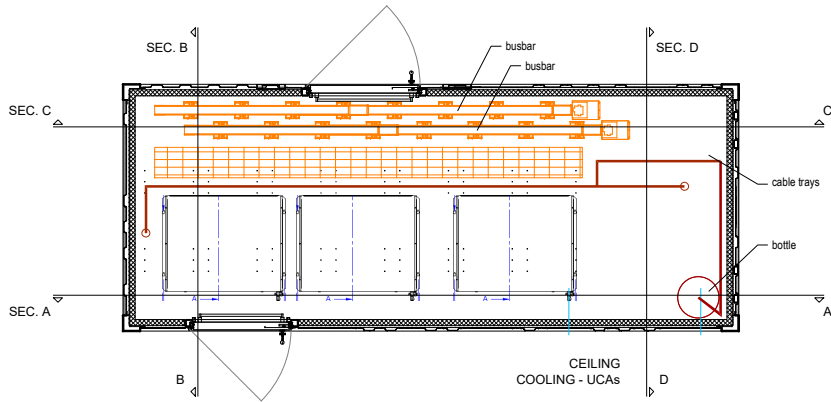 SEC. B
SEC. D
busbar
busbar
SEC. C
C
cable trays
bottle
A
A
A
SEC. A
A
CEILING
COOLING - UCAs
B
D